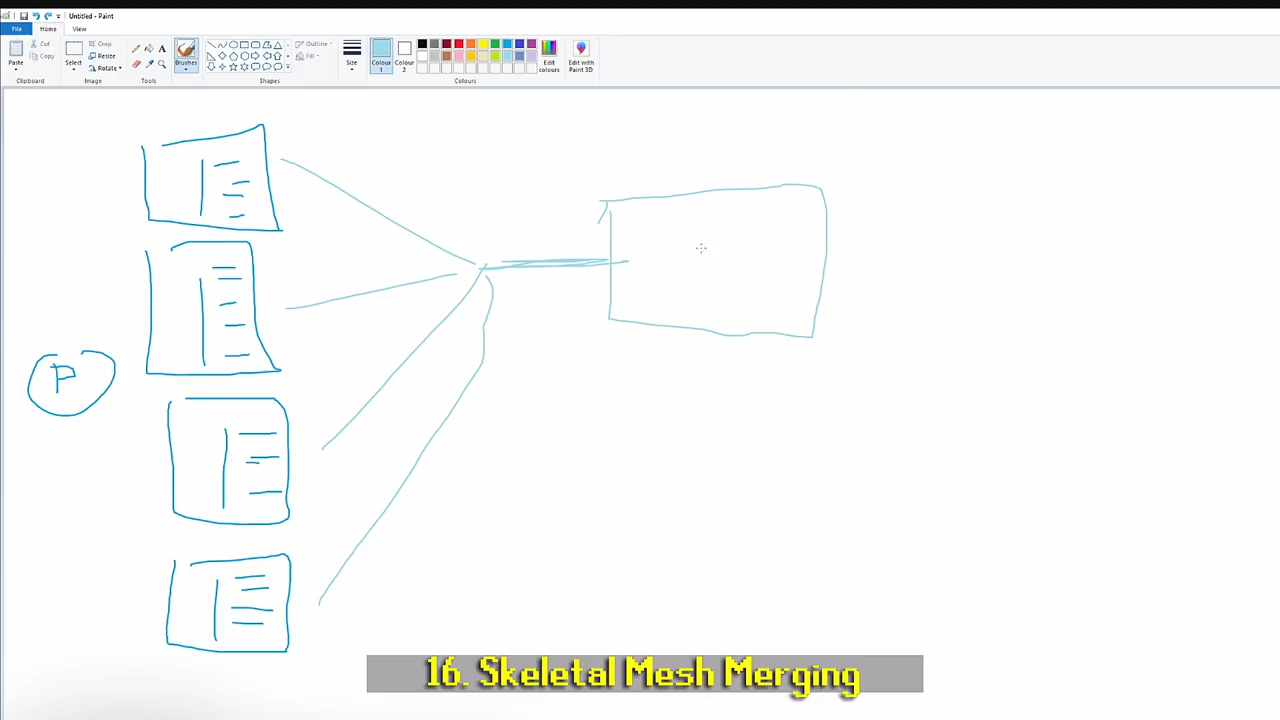 Untitled - Paint
File Home View
Paste
Cut
Copy
Clipboard
Select
Crop
Resize
Rotate
Image
Tools
Brushes
Shapes
Outline
Fill
Size
Colour 1
Colour 2
Edit colours
Edit with Paint 3D
Colours
P
16. Skeletal Mesh Merging